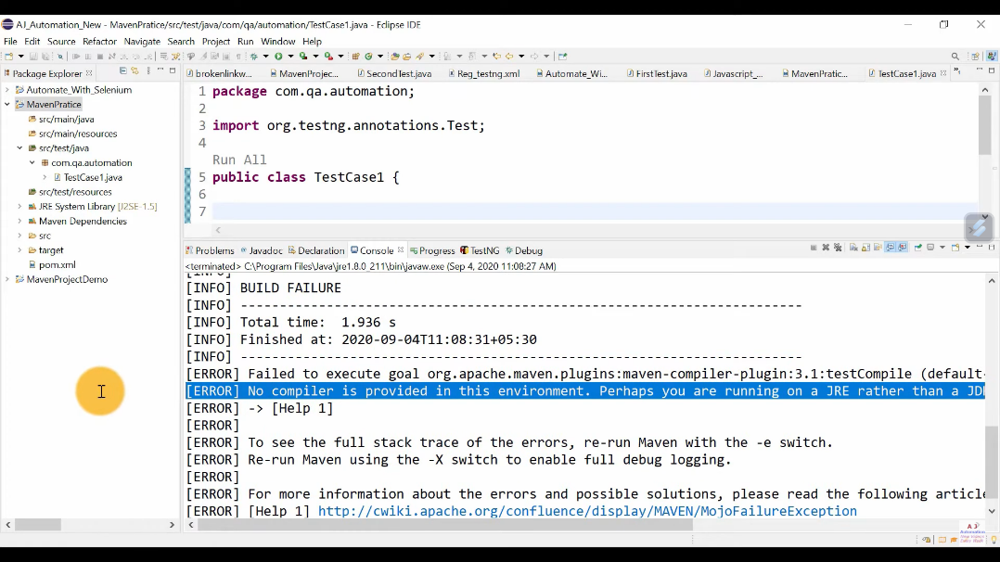 AJ_Automation_New - MavenPratice/src/test/java/com/qa/automation/TestCase1.java - Eclipse IDE
File Edit Source Refactor Navigate Search Project Run Window Help
Package Explorer
brokenlinkw... MavenProjec... SecondTest.java Reg_testng.xml Automate_Wi... FirstTest.java Javascript_... MavenPratic... TestCase1.java
Automate_With_Selenium
MavenPratice
src/main/java
src/main/resources
src/test/java
com.qa.automation
TestCase1.java
src/test/resources
JRE System Library [J2SE-1.5]
Maven Dependencies
src
target
pom.xml
MavenProjectDemo
1 package com.qa.automation;
2
3 import org.testng.annotations.Test;
4
Run All
5 public class TestCase1 {
6
7
Problems Javadoc Declaration Console Progress TestNG Debug
<terminated> C:\Program Files\Java\jre1.8.0_211\bin\javaw.exe (Sep 4, 2020 11:08:27 AM)
[INFO] BUILD FAILURE
[INFO] ------------------------------------------------------------------------
[INFO] Total time:  1.936 s
[INFO] Finished at: 2020-09-04T11:08:31+05:30
[INFO] ------------------------------------------------------------------------
[ERROR] Failed to execute goal org.apache.maven.plugins:maven-compiler-plugin:3.1:testCompile (default-
[ERROR] No compiler is provided in this environment. Perhaps you are running on a JRE rather than a JD
[ERROR] -> [Help 1]
[ERROR]
[ERROR] To see the full stack trace of the errors, re-run Maven with the -e switch.
[ERROR] Re-run Maven using the -X switch to enable full debug logging.
[ERROR]
[ERROR] For more information about the errors and possible solutions, please read the following article
[ERROR] [Help 1] http://cwiki.apache.org/confluence/display/MAVEN/MojoFailureException
AJ
Automation